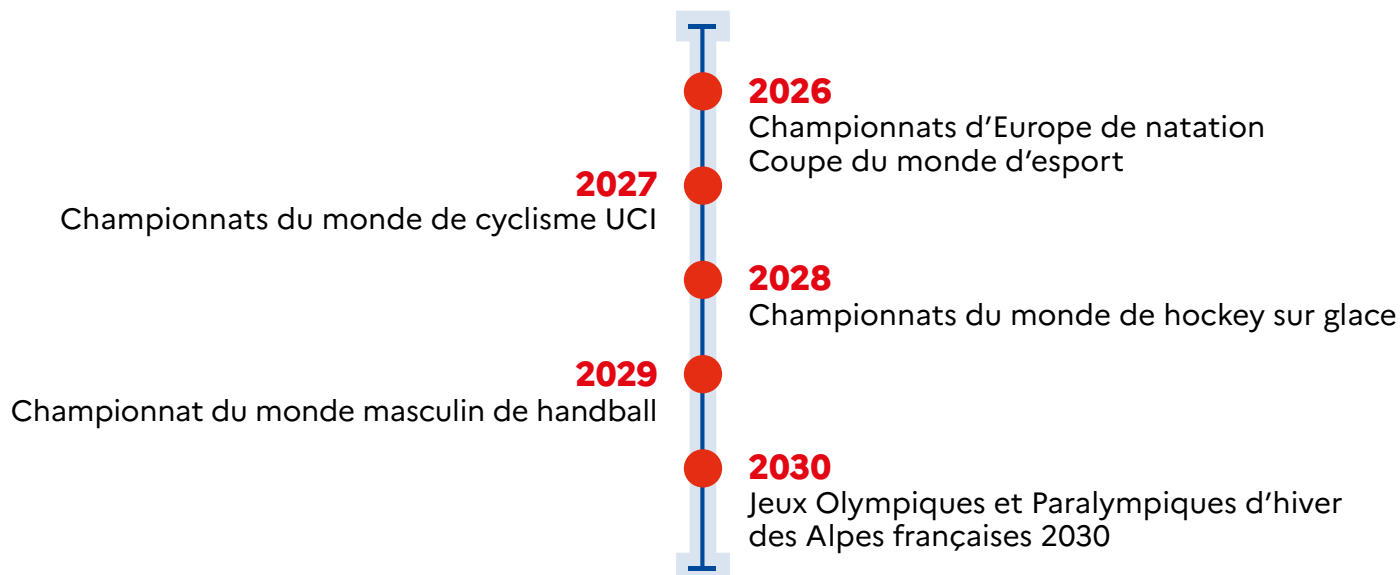 2026
Championnats d’Europe de natation
Coupe du monde d’esport
2027
Championnats du monde de cyclisme UCI
2028
Championnats du monde de hockey sur glace
2029
Championnat du monde masculin de handball
2030
Jeux Olympiques et Paralympiques d’hiver
des Alpes françaises 2030